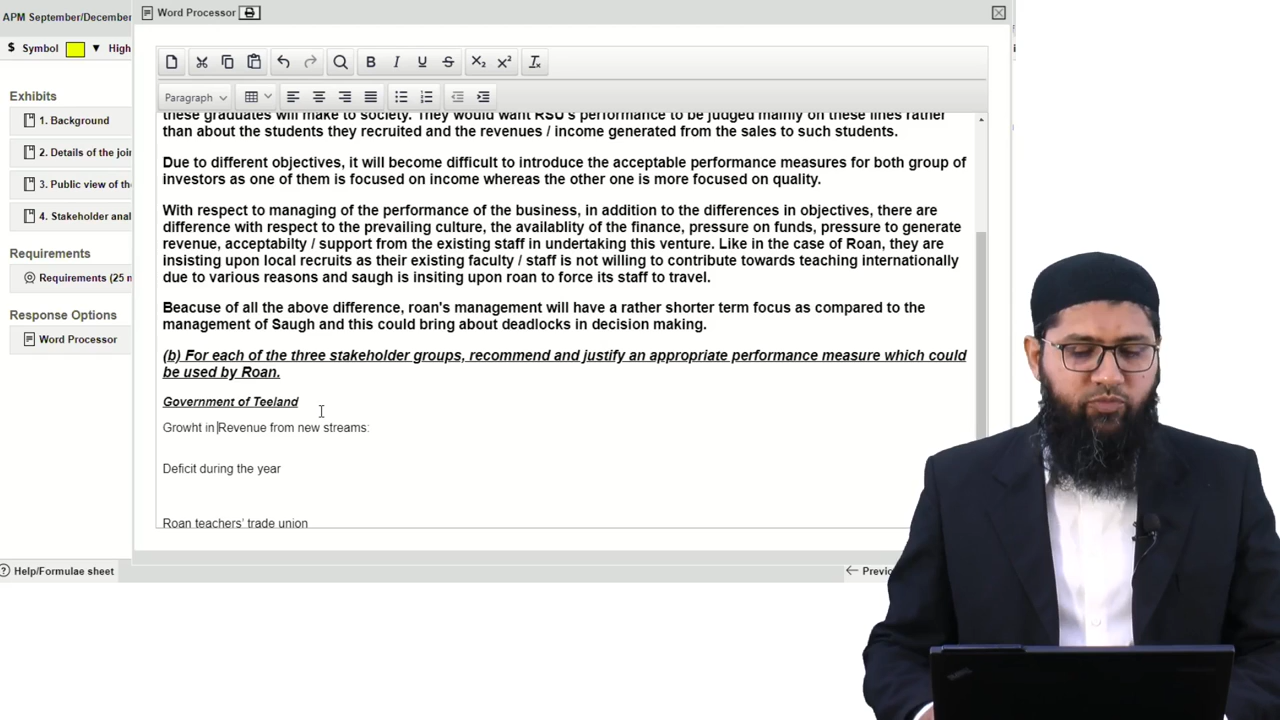 APM September/December
Word Processor
$ Symbol
High
Paragraph
B I U S X₂ X² Tx
Exhibits
1. Background
2. Details of the join
3. Public view of the
4. Stakeholder anal
Requirements
Requirements (25 m
Response Options
Word Processor
these graduates will make to society. They would want RSU's performance to be judged mainly on these lines rather
than about the students they recruited and the revenues / income generated from the sales to such students.
Due to different objectives, it will become difficult to introduce the acceptable performance measures for both group of
investors as one of them is focused on income whereas the other one is more focused on quality.
With respect to managing of the performance of the business, in addition to the differences in objectives, there are
difference with respect to the prevailing culture, the availablity of the finance, pressure on funds, pressure to generate
revenue, acceptabilty / support from the existing staff in undertaking this venture. Like in the case of Roan, they are
insisting upon local recruits as their existing faculty / staff is not willing to contribute towards teaching internationally
due to various reasons and saugh is insiting upon roan to force its staff to travel.
Beacuse of all the above difference, roan's management will have a rather shorter term focus as compared to the
management of Saugh and this could bring about deadlocks in decision making.
(b) For each of the three stakeholder groups, recommend and justify an appropriate performance measure which could
be used by Roan.
Government of Teeland
Growht in Revenue from new streams:
Deficit during the year
Roan teachers' trade union
Help/Formulae sheet
Previo